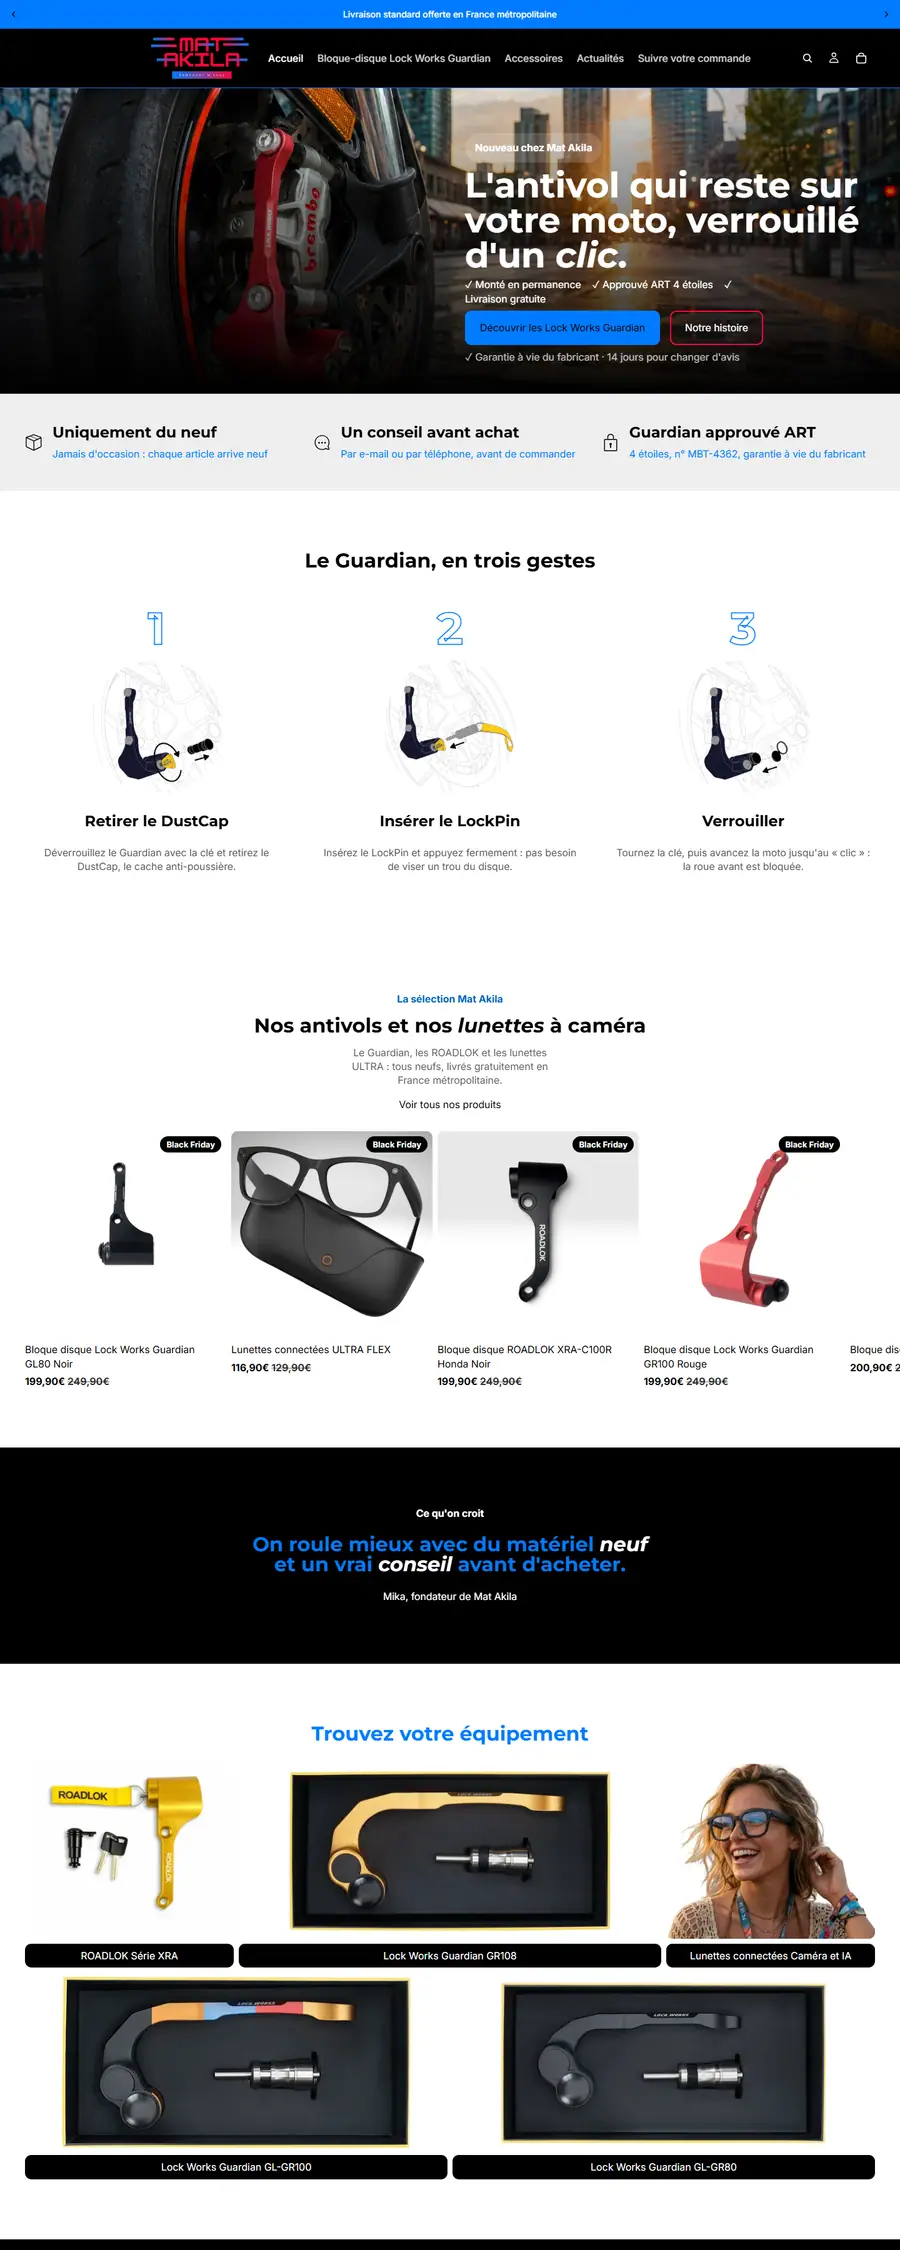 Livraison standard offerte en France métropolitaine
MAT AKILA
Accueil Bloque-disque Lock Works Guardian Accessoires Actualités Suivre votre commande
brembo
LOCK WORKS
Nouveau chez Mat Akila
L'antivol qui reste sur
votre moto, verrouillé
d'un clic.
✓ Monté en permanence ✓ Approuvé ART 4 étoiles ✓
Livraison gratuite
Découvrir les Lock Works Guardian
Notre histoire
✓ Garantie à vie du fabricant · 14 jours pour changer d'avis
Uniquement du neuf
Jamais d'occasion : chaque article arrive neuf
Un conseil avant achat
Par e-mail ou par téléphone, avant de commander
Guardian approuvé ART
4 étoiles, n° MBT-4362, garantie à vie du fabricant
Le Guardian, en trois gestes
1
2
3
Retirer le DustCap
Déverrouillez le Guardian avec la clé et retirez le
DustCap, le cache anti-poussière.
Insérer le LockPin
Insérez le LockPin et appuyez fermement : pas besoin
de viser un trou du disque.
Verrouiller
Tournez la clé, puis avancez la moto jusqu'au « clic » :
la roue avant est bloquée.
La sélection Mat Akila
Nos antivols et nos lunettes à caméra
Le Guardian, les ROADLOK et les lunettes
ULTRA : tous neufs, livrés gratuitement en
France métropolitaine.
Voir tous nos produits
Black Friday
Black Friday
Black Friday
Black Friday
ROADLOK
Bloque disque Lock Works Guardian
GL80 Noir
199,90€ 249,90€
Lunettes connectées ULTRA FLEX
116,90€ 129,90€
Bloque disque ROADLOK XRA-C100R
Honda Noir
199,90€ 249,90€
Bloque disque Lock Works Guardian
GR100 Rouge
199,90€ 249,90€
Bloque dis
200,90€ 2
Ce qu'on croit
On roule mieux avec du matériel neuf
et un vrai conseil avant d'acheter.
Mika, fondateur de Mat Akila
Trouvez votre équipement
ROADLOK
ROADLOK
LOCK WORKS
ROADLOK Série XRA
Lock Works Guardian GR108
Lunettes connectées Caméra et IA
LOCK WORKS
LOCK WORKS
Lock Works Guardian GL-GR100
Lock Works Guardian GL-GR80